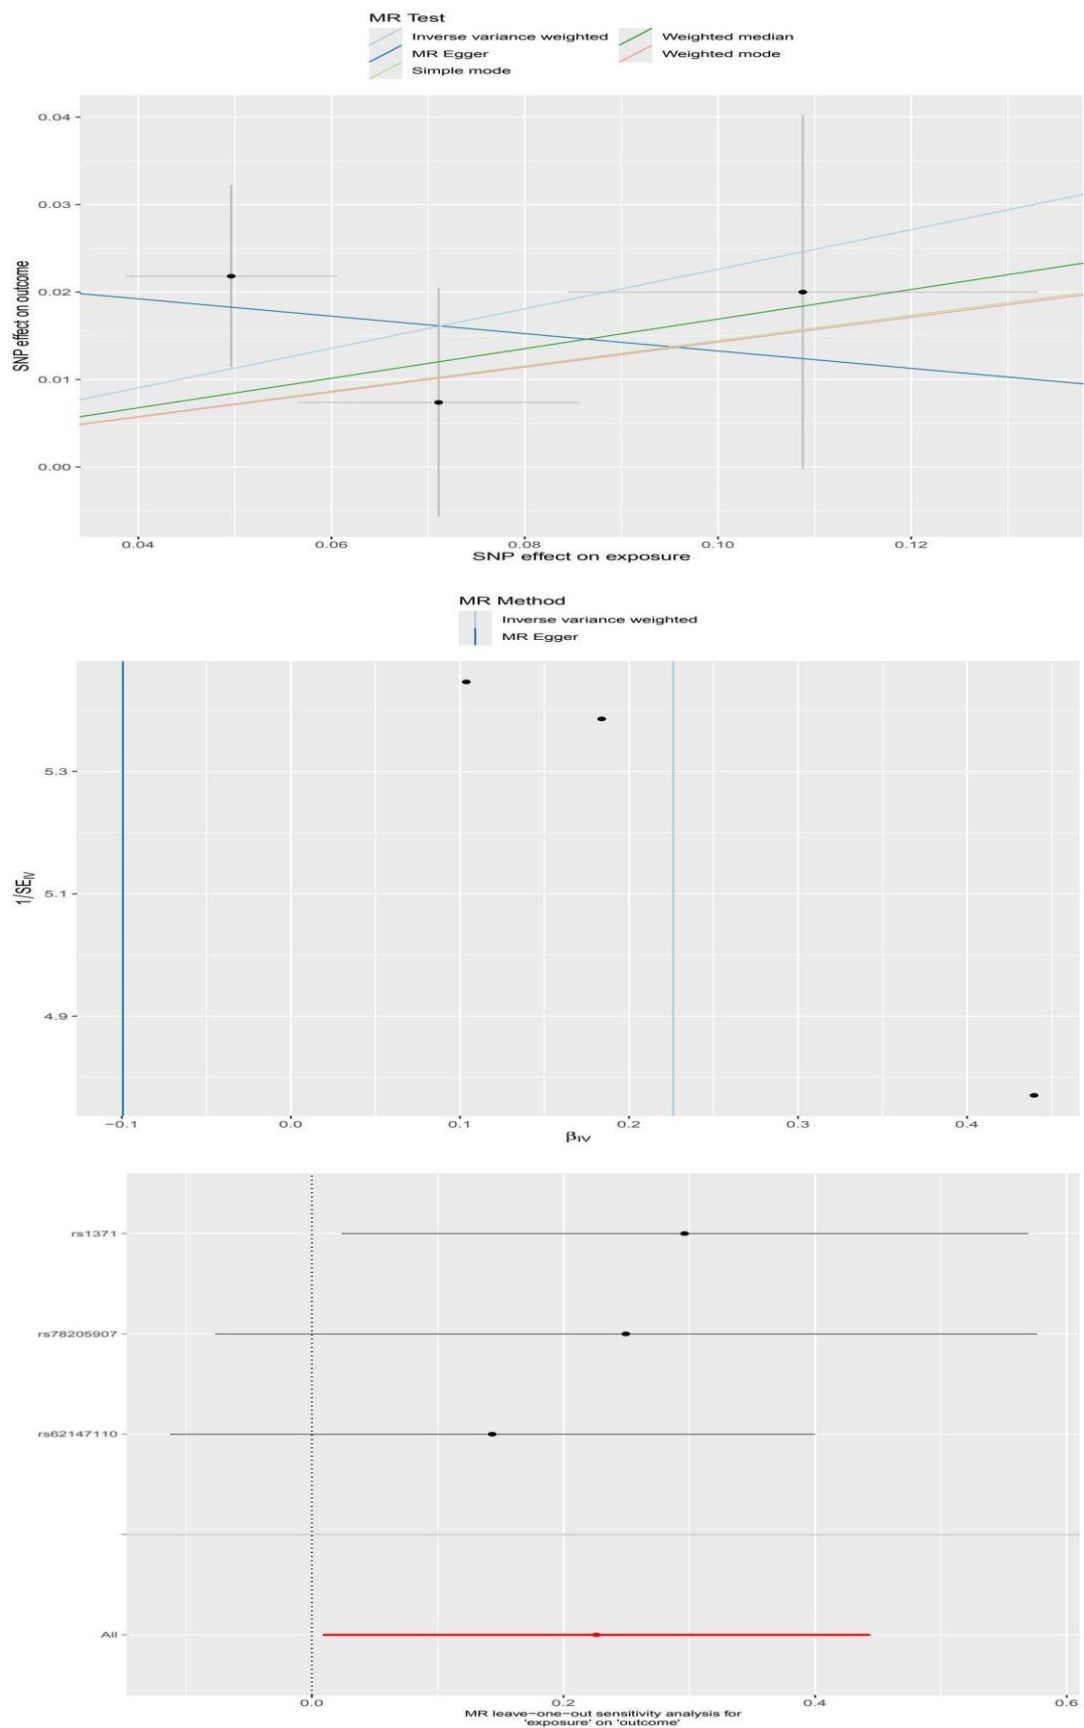 MR Test
Inverse variance weighted
Weighted median
MR Egger
Weighted mode
Simple mode
SNP effect on outcome
0.04
0.03
0.02
0.01
0.00
0.04
0.06
0.08
0.10
0.12
SNP effect on exposure
MR Method
Inverse variance weighted
MR Egger
1/SEIV
5.3
5.1
4.9
−0.1
0.0
0.1
0.2
0.3
0.4
βIV
rs1371
rs78205907
rs62147110
All
0.0
0.2
0.4
0.6
MR leave−one−out sensitivity analysis for
'exposure' on 'outcome'